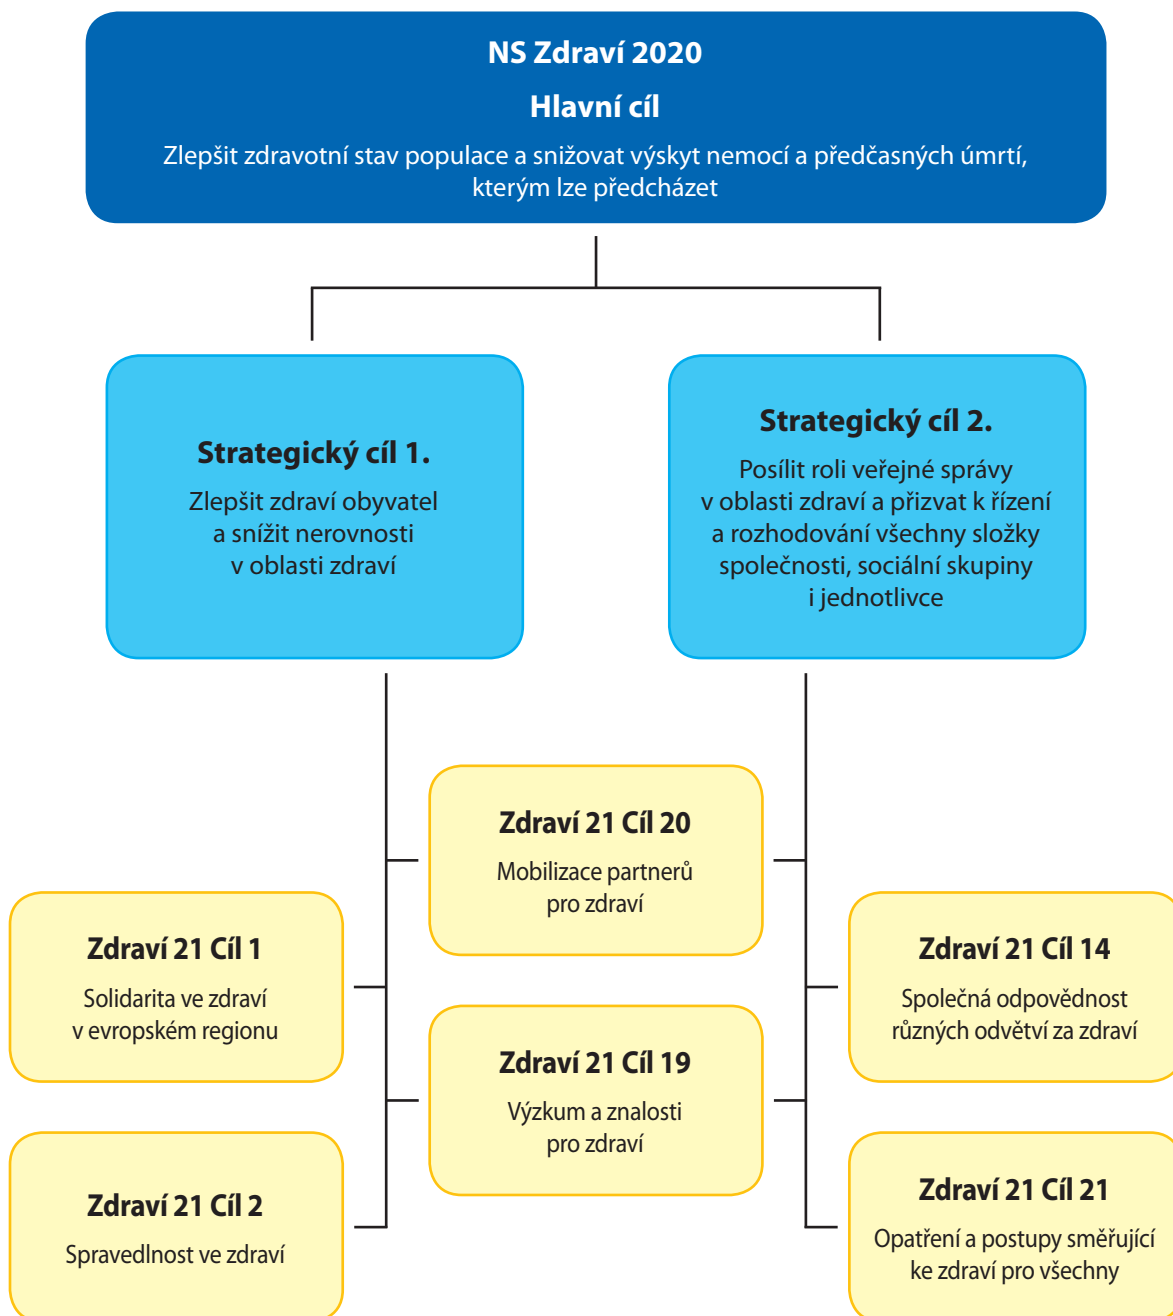 NS Zdraví 2020
Hlavní cíl
Zlepšit zdravotní stav populace a snižovat výskyt nemocí a předčasných úmrtí,
kterým lze předcházet
Strategický cíl 1.
Zlepšit zdraví obyvatel
a snížit nerovnosti
v oblasti zdraví
Strategický cíl 2.
Posílit roli veřejné správy
v oblasti zdraví a přizvat k řízení
a rozhodování všechny složky
společnosti, sociální skupiny
i jednotlivce
Zdraví 21 Cíl 20
Mobilizace partnerů
pro zdraví
Zdraví 21 Cíl 1
Solidarita ve zdraví
v evropském regionu
Zdraví 21 Cíl 14
Společná odpovědnost
různých odvětví za zdraví
Zdraví 21 Cíl 19
Výzkum a znalosti
pro zdraví
Zdraví 21 Cíl 2
Spravedlnost ve zdraví
Zdraví 21 Cíl 21
Opatření a postupy směřující
ke zdraví pro všechny